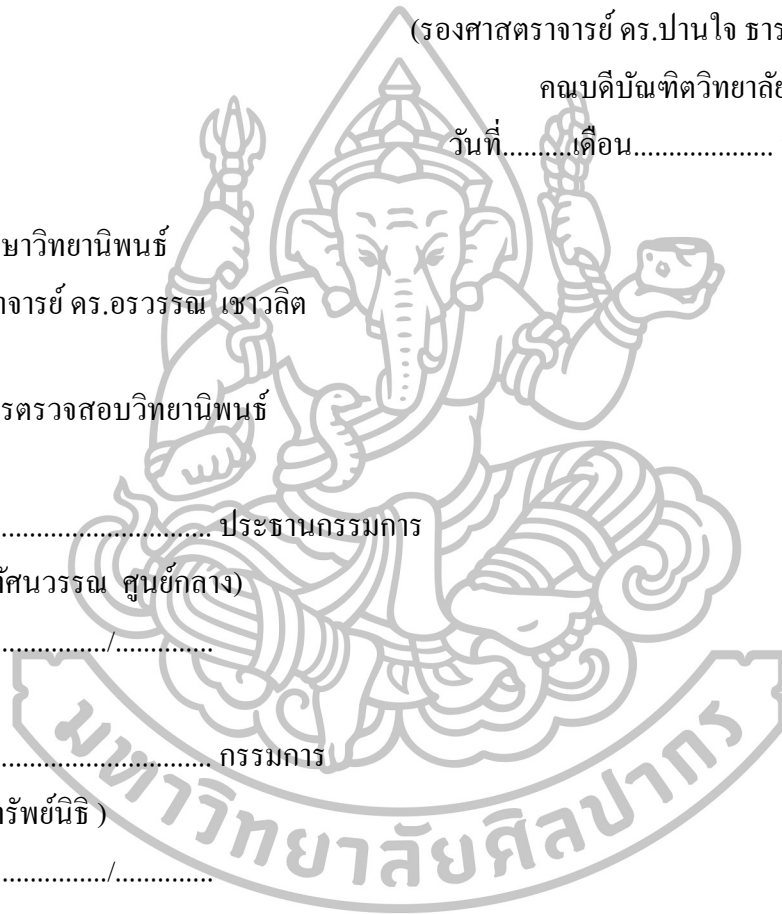 (รองศาสตราจารย์ ดร.ปานใจ ธาร
คณบดีบัณฑิตวิทยาลัย
วันที่..........เดือน....................
ษาวิทยานิพนธ์
าจารย์ ดร.อรวรรณ เชาวลิต
รตรวจสอบวิทยานิพนธ์
.............................. ประธานกรรมการ
ัศนวรรณ ศูนย์กลาง)
.............../..............
.............................. กรรมการ
รัพย์นิธิ )
.............../..............
มหาวิทยาลัยศิลปากร